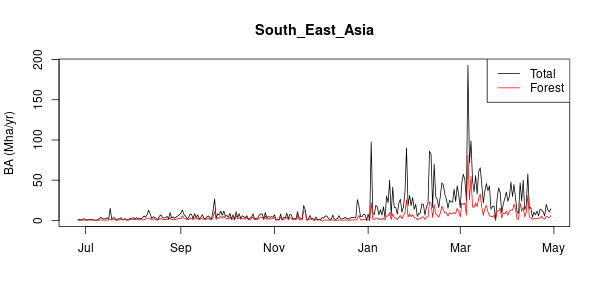 South_East_Asia
BA (Mha/yr)
200
150
100
50
0
Total
Forest
Jul Sep Nov Jan Mar May